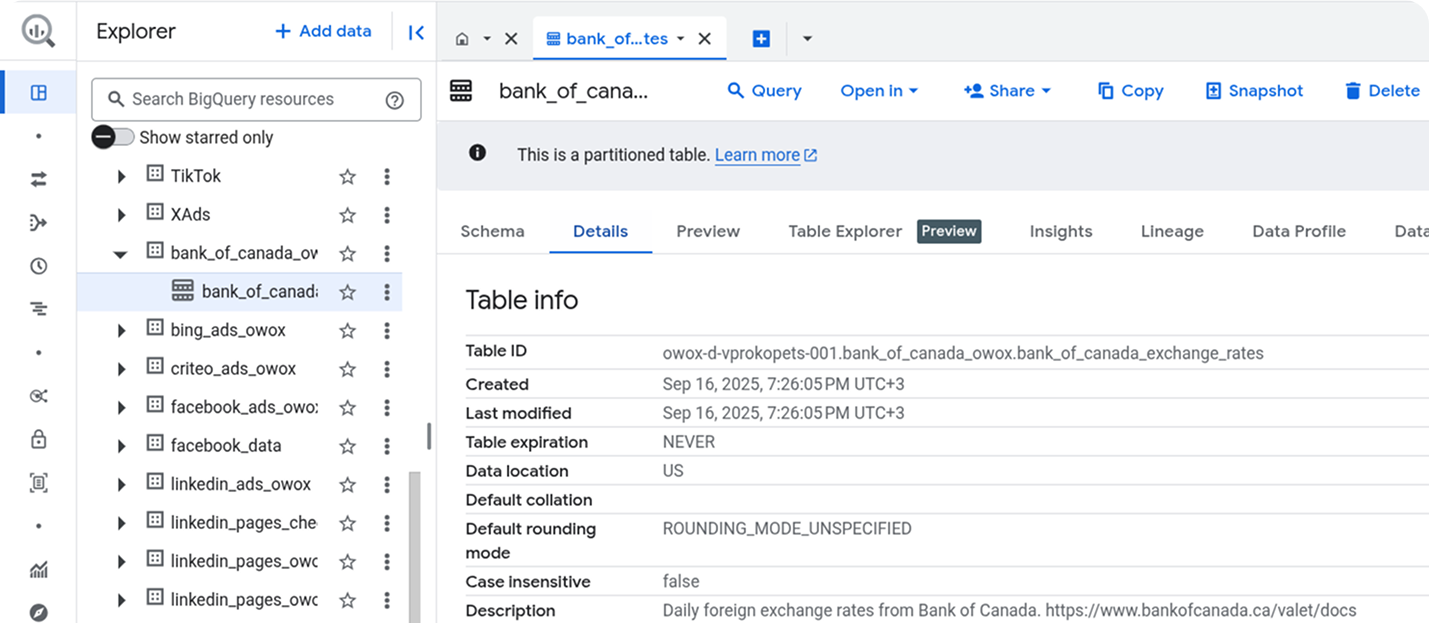 Explorer
+ Add data
Search BigQuery resources
Show starred only
TikTok
XAds
bank_of_canada_ow
bank_of_canada
bing_ads_owox
criteo_ads_owox
facebook_ads_owox
facebook_data
linkedin_ads_owox
linkedin_pages_che
linkedin_pages_owo
linkedin_pages_owo
bank_of...tes
bank_of_cana...
Query
Open in
Share
Copy
Snapshot
Delete
This is a partitioned table. Learn more
Schema
Details
Preview
Table Explorer Preview
Insights
Lineage
Data Profile
Data
Table info
Table ID owox-d-vprokopets-001.bank_of_canada_owox.bank_of_canada_exchange_rates
Created Sep 16, 2025, 7:26:05 PM UTC+3
Last modified Sep 16, 2025, 7:26:05 PM UTC+3
Table expiration NEVER
Data location US
Default collation
Default rounding mode ROUNDING_MODE_UNSPECIFIED
Case insensitive false
Description Daily foreign exchange rates from Bank of Canada. https://www.bankofcanada.ca/valet/docs